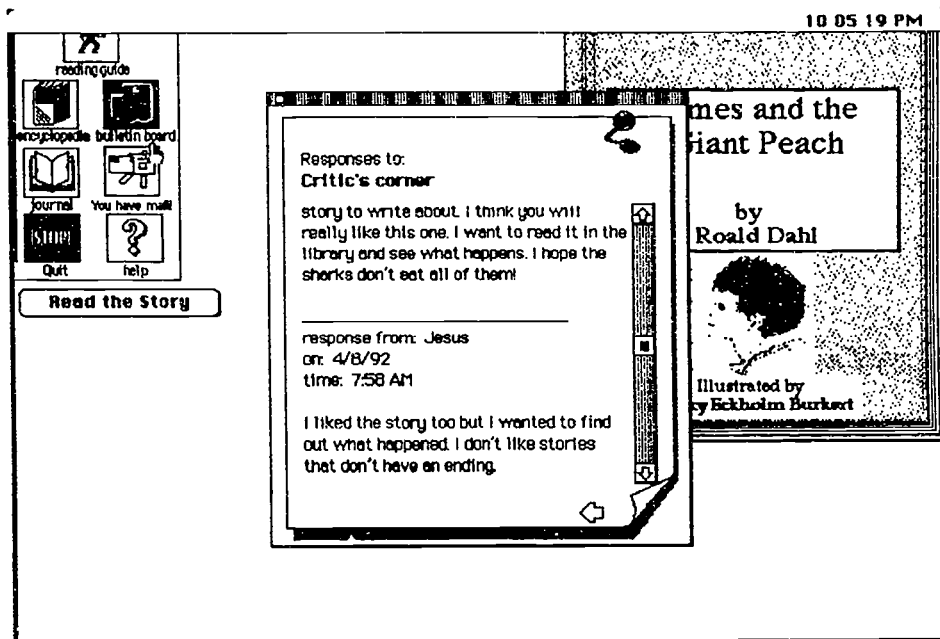 10 05 19 PM
reading guide
encyclopedia bulletin board
journal You have mail!
STOP!
Quit help
Read the Story
Responses to:
Critic's corner
story to write about. I think you will
really like this one. I want to read it in the
library and see what happens. I hope the
sharks don't eat all of them!
response from: Jesus
on: 4/8/92
time: 7:58 AM
I liked the story too but I wanted to find
out what happened. I don't like stories
that don't have an ending.
mes and the
iant Peach
by
Roald Dahl
Illustrated by
cy Eckholm Burkert